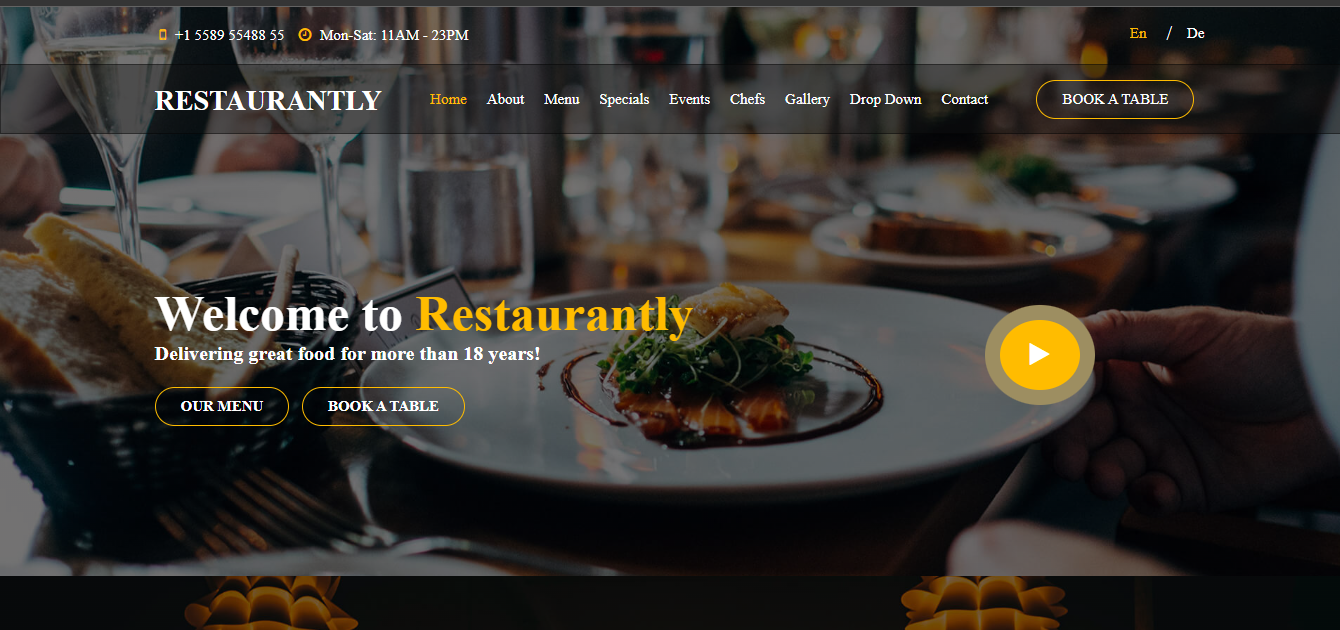 +1 5589 55488 55 Mon-Sat: 11AM - 23PM En / De
RESTAURANTLY Home About Menu Specials Events Chefs Gallery Drop Down Contact BOOK A TABLE
Welcome to Restaurantly
Delivering great food for more than 18 years!
OUR MENU BOOK A TABLE